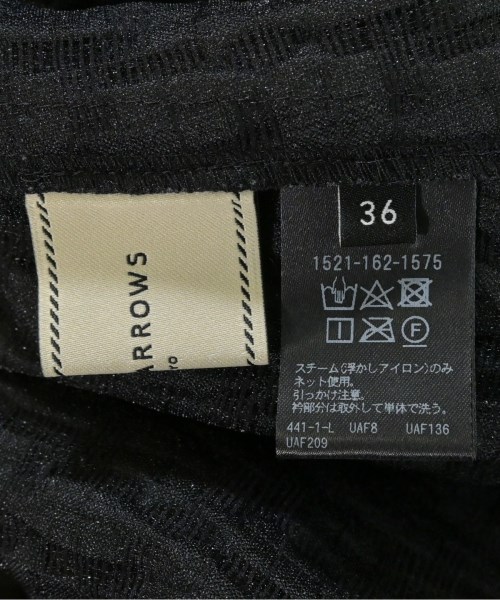 ARROWS
ro
36
1521-162-1575
スチーム(浮かしアイロン)のみ
ネット使用。
引っかけ注意。
衿部分は取外して単体で洗う。
441-1-L UAF8 UAF136
UAF209